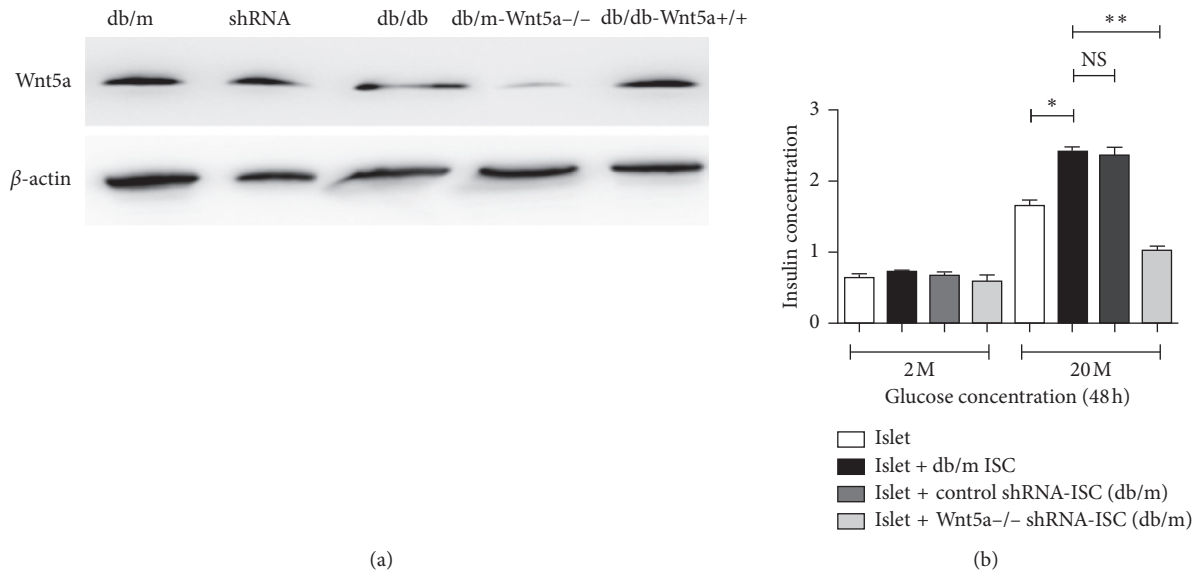 db/m shRNA db/db db/m-Wnt5a−/− db/db-Wnt5a+/+
Wnt5a
β-actin
(a)
**
NS
*
3
2
1
0
Insulin concentration
2 M 20 M
Glucose concentration (48 h)
Islet
Islet + db/m ISC
Islet + control shRNA-ISC (db/m)
Islet + Wnt5a−/− shRNA-ISC (db/m)
(b)